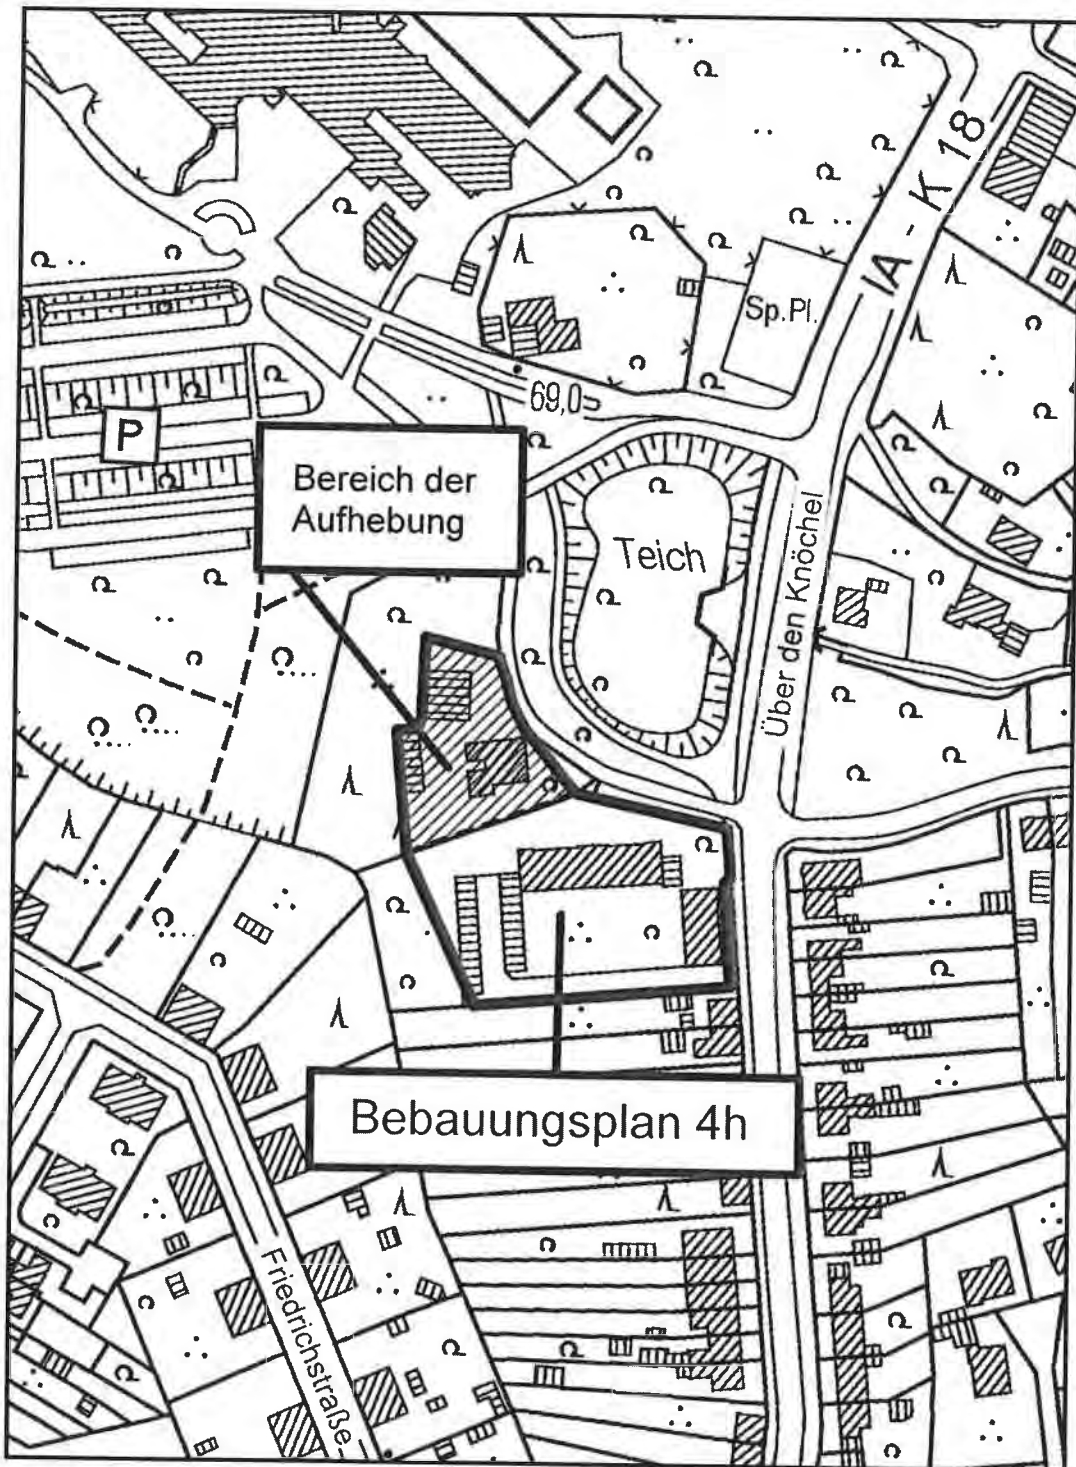 IA - K 18
Sp.Pl.
69,0
P
Bereich der
Aufhebung
Teich
Über den Knöchel
Bebauungsplan 4h
Friedrichstraße